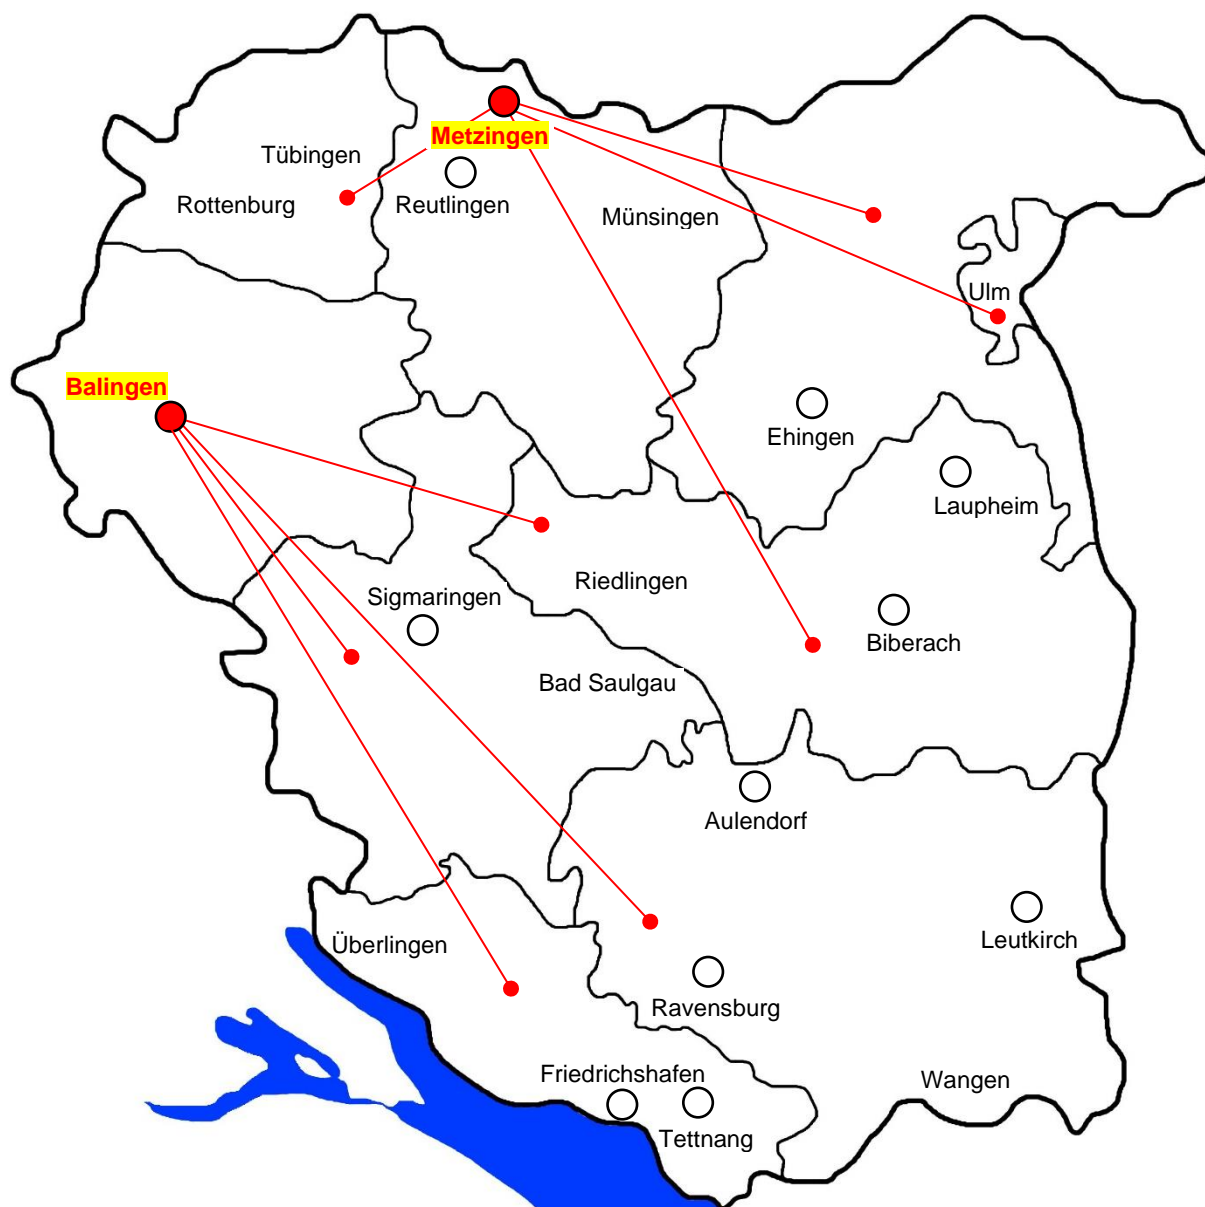 Metzingen
Tübingen
Rottenburg
Reutlingen
Münsingen
Ulm
Balingen
Ehingen
Laupheim
Riedlingen
Sigmaringen
Biberach
Bad Saulgau
Aulendorf
Überlingen
Leutkirch
Ravensburg
Friedrichshafen
Wangen
Tettnang